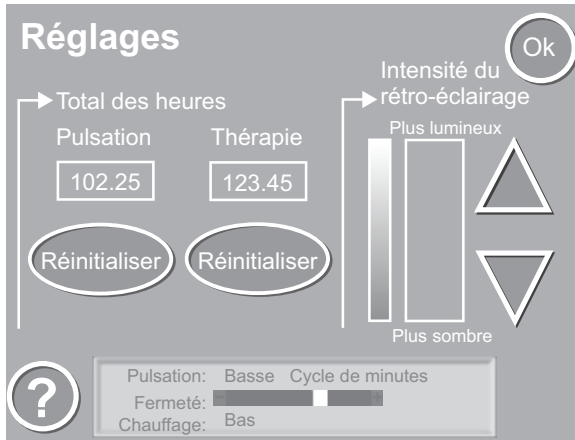 Réglages
Ok
Total des heures
Pulsation Thérapie
102.25 123.45
Réinitialiser Réinitialiser
Intensité du
rétro-éclairage
Plus lumineux
Plus sombre
?
Pulsation: Basse Cycle de minutes
Fermeté: - +
Chauffage: Bas